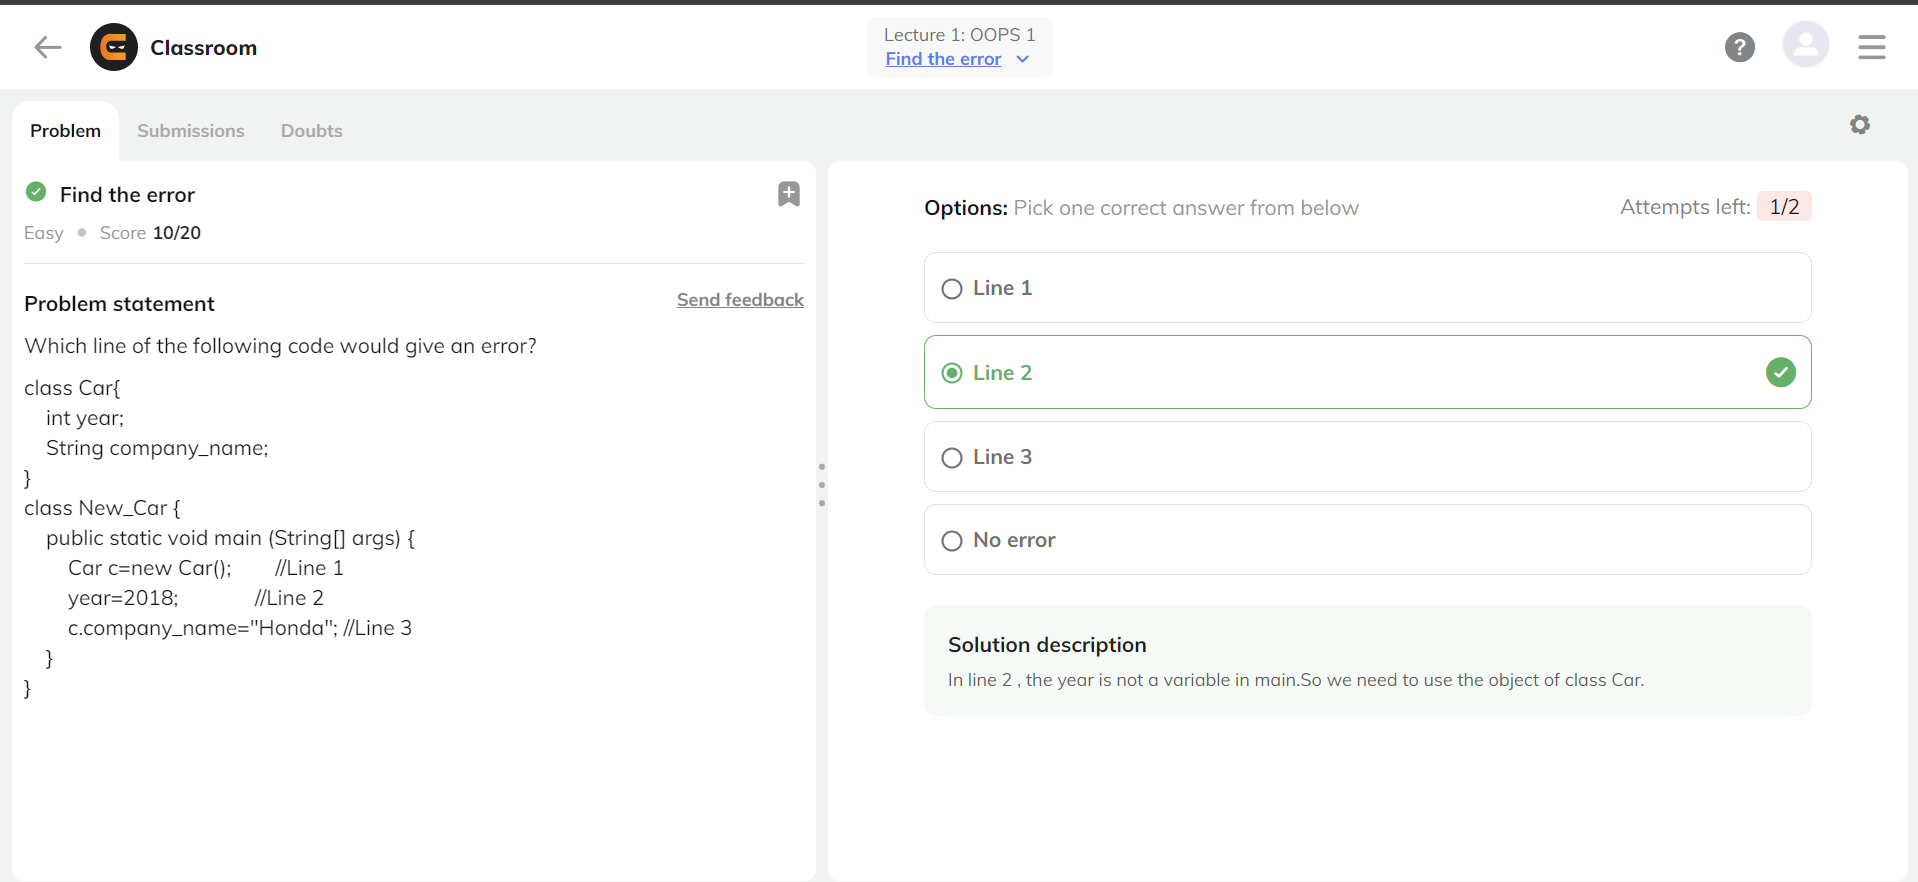 Classroom
Lecture 1: OOPS 1
Find the error
?
Problem
Submissions
Doubts
Find the error
Easy
Score 10/20
Problem statement
Send feedback
Which line of the following code would give an error?
class Car{
int year;
String company_name;
}
class New_Car {
public static void main (String[] args) {
Car c=new Car(); //Line 1
year=2018; //Line 2
c.company_name="Honda"; //Line 3
}
}
Options: Pick one correct answer from below
Attempts left: 1/2
Line 1
Line 2
Line 3
No error
Solution description
In line 2 , the year is not a variable in main.So we need to use the object of class Car.